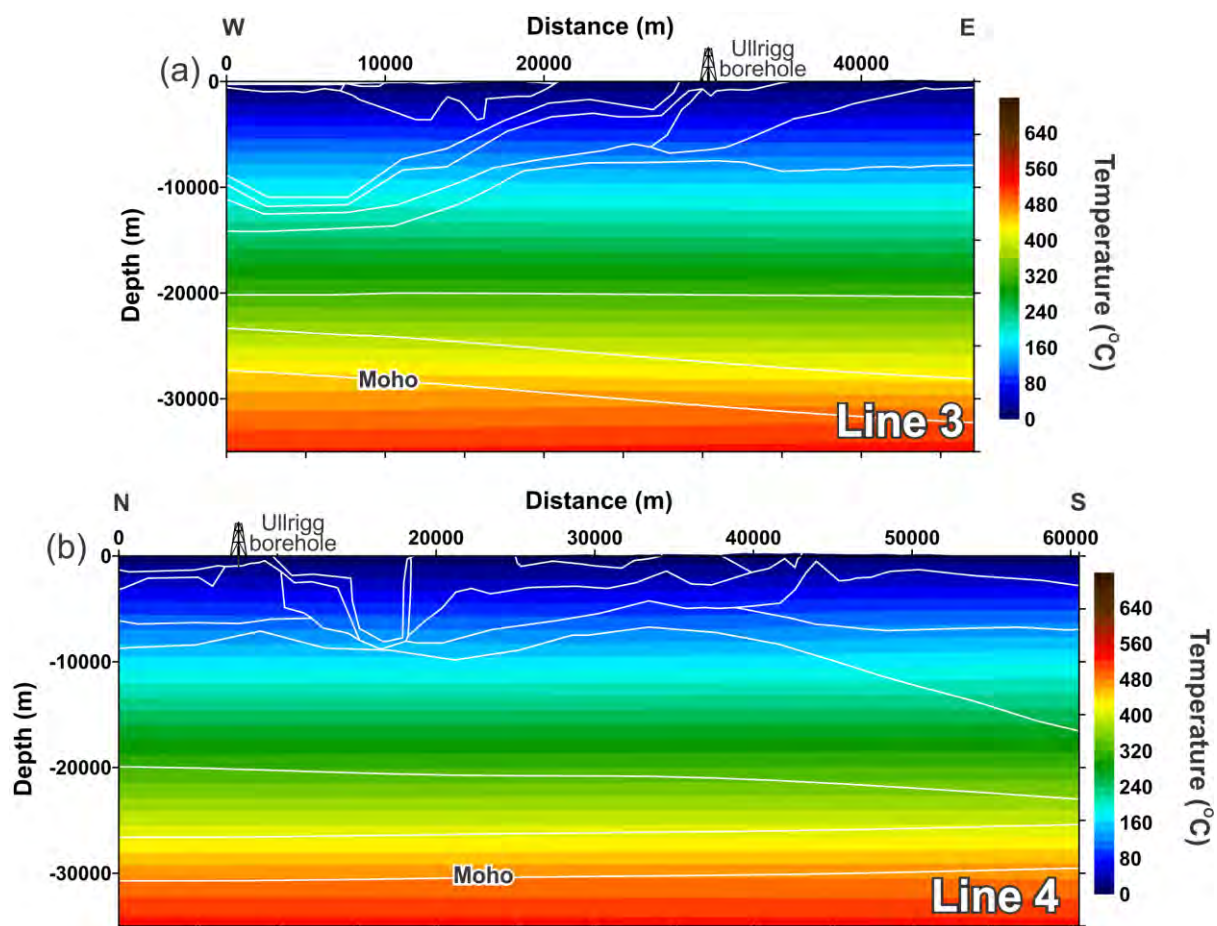 W
Distance (m)
E
(a)
Ullrigg
borehole
0
10000
20000
40000
0
-10000
-20000
-30000
Depth (m)
Moho
Line 3
640
560
480
400
320
240
160
80
0
Temperature (°C)
N
Distance (m)
S
(b)
Ullrigg
borehole
0
20000
30000
40000
50000
60000
0
-10000
-20000
-30000
Depth (m)
Moho
Line 4
640
560
480
400
320
240
160
80
0
Temperature (°C)